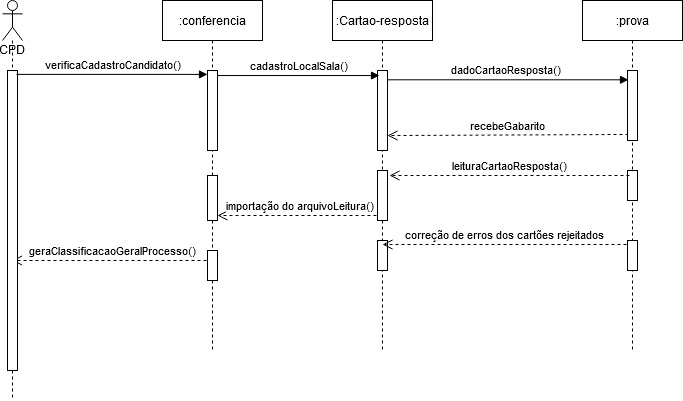 :conferencia
:Cartao-resposta
:prova
CPD
verificaCadastroCandidato()
cadastroLocalSala()
dadoCartaoResposta()
recebeGabarito
leituraCartaoResposta()
importação do arquivoLeitura()
correção de erros dos cartões rejeitados
geraClassificacaoGeralProcesso()